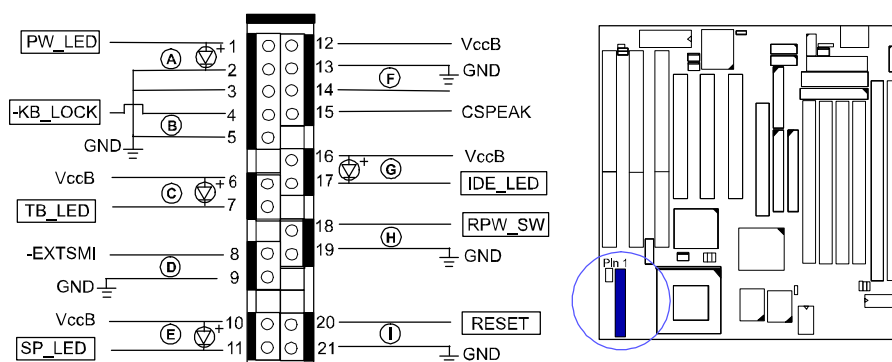 PW_LED
A
+
1
2
3
-KB_LOCK
4
B
5
GND
VccB
6
C
+
TB_LED
7
-EXTSMI
8
D
9
GND
VccB
10
E
+
SP_LED
11
12
VccB
13
GND
F
14
15
CSPEAK
16
VccB
+
G
17
IDE_LED
18
RPW_SW
H
19
GND
20
RESET
I
21
GND
Pin 1